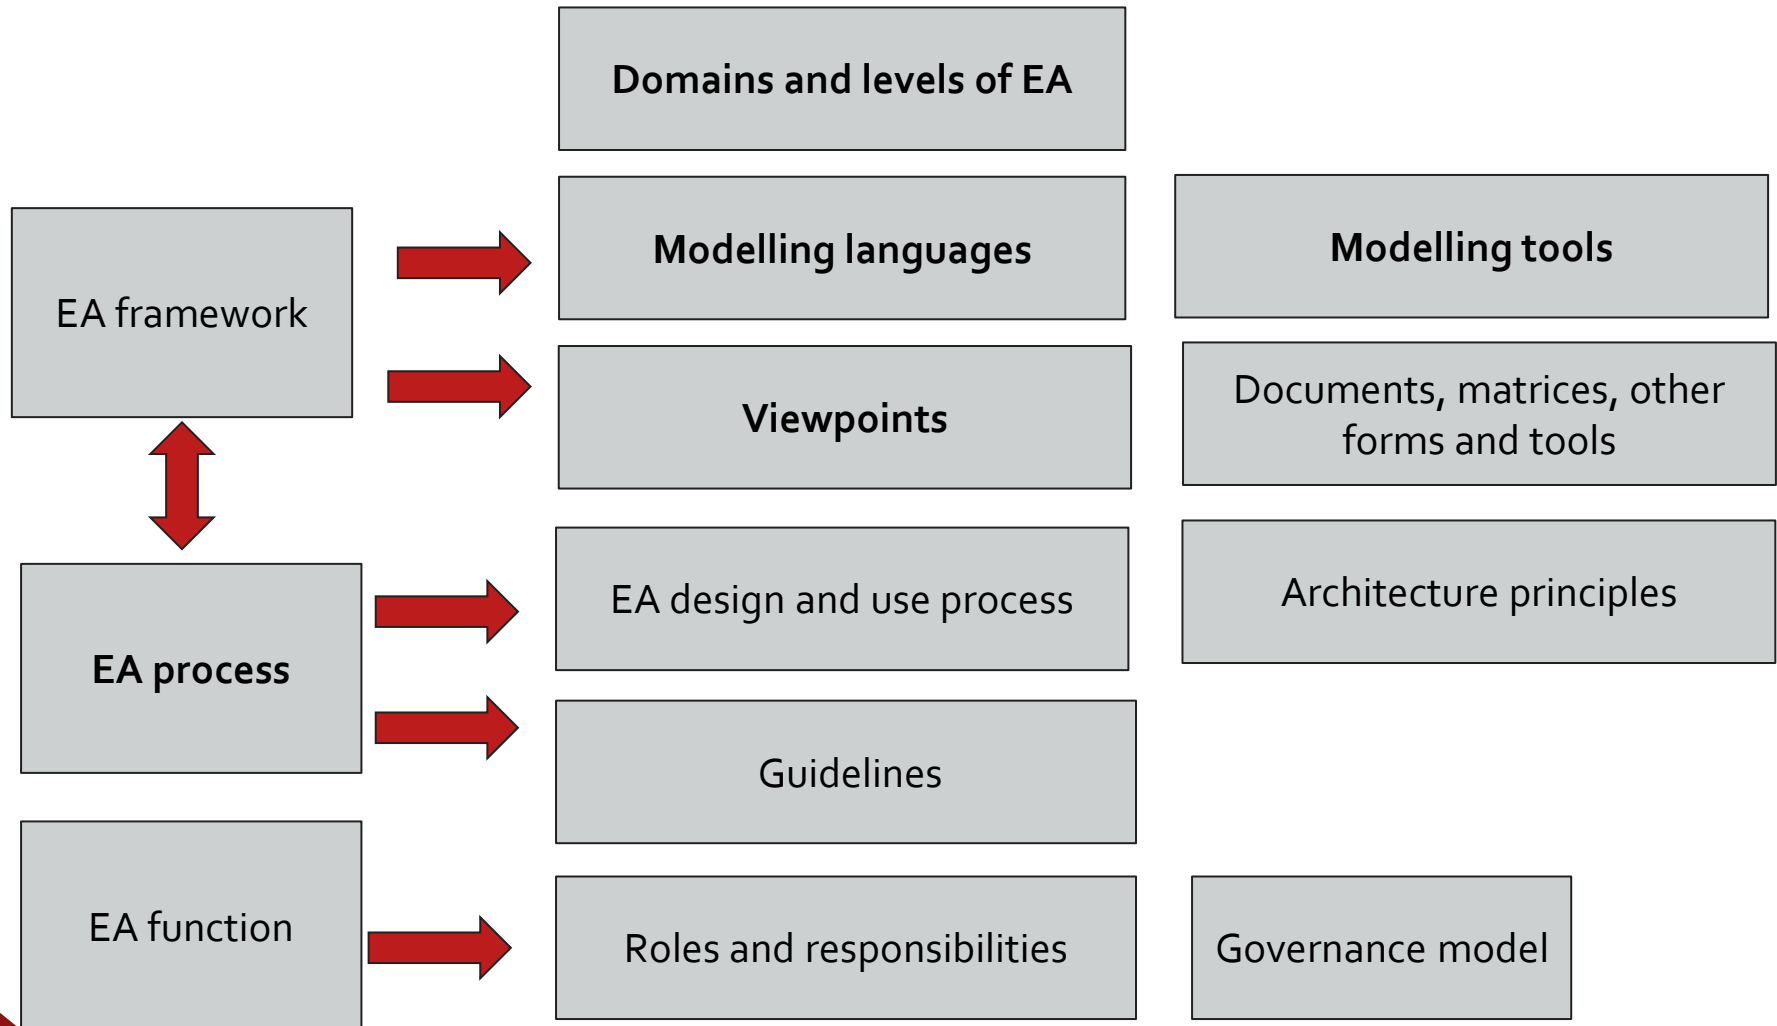 Domains and levels of EA
Modelling languages
Modelling tools
EA framework
Viewpoints
Documents, matrices, other
forms and tools
EA design and use process
Architecture principles
EA process
Guidelines
EA function
Roles and responsibilities
Governance model